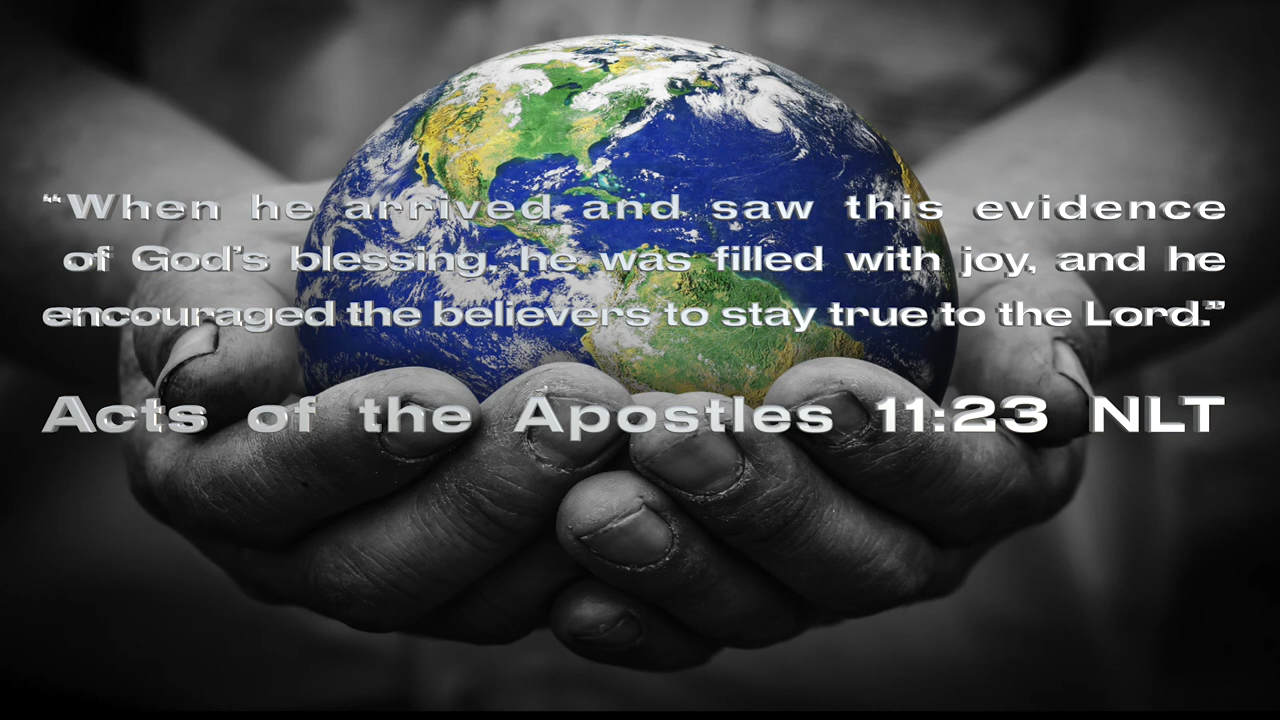 “When he arrived and saw this evidence
of God’s blessing, he was filled with joy, and he
encouraged the believers to stay true to the Lord.”
Acts of the Apostles 11:23 NLT